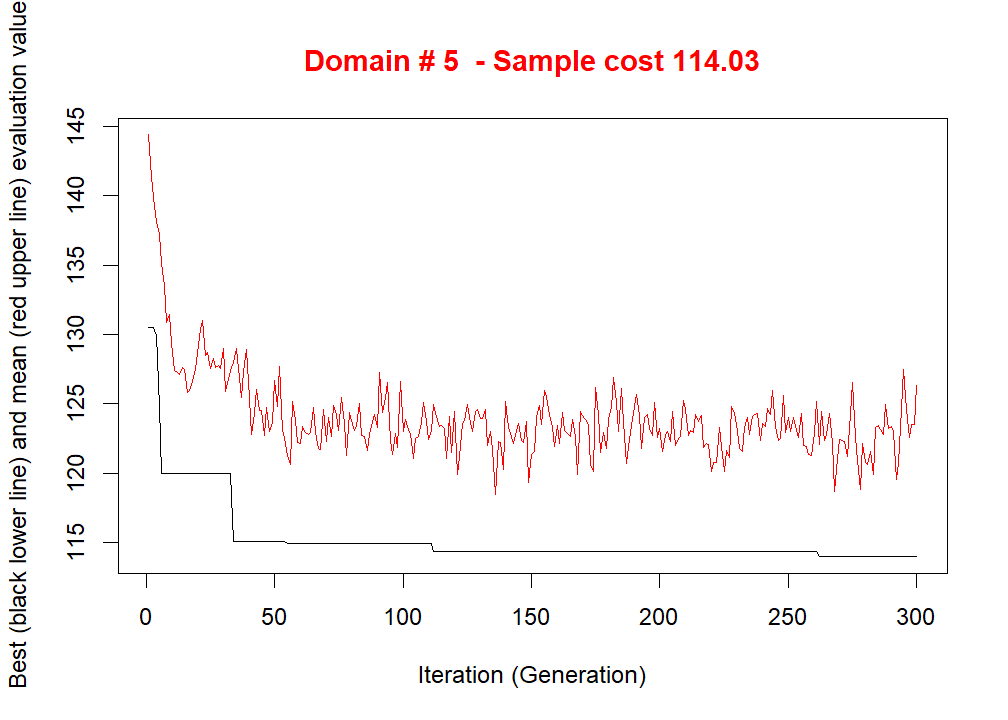 Domain # 5  - Sample cost 114.03
Best (black lower line) and mean (red upper line) evaluation value
145
140
135
130
125
120
115
0 50 100 150 200 250 300
Iteration (Generation)